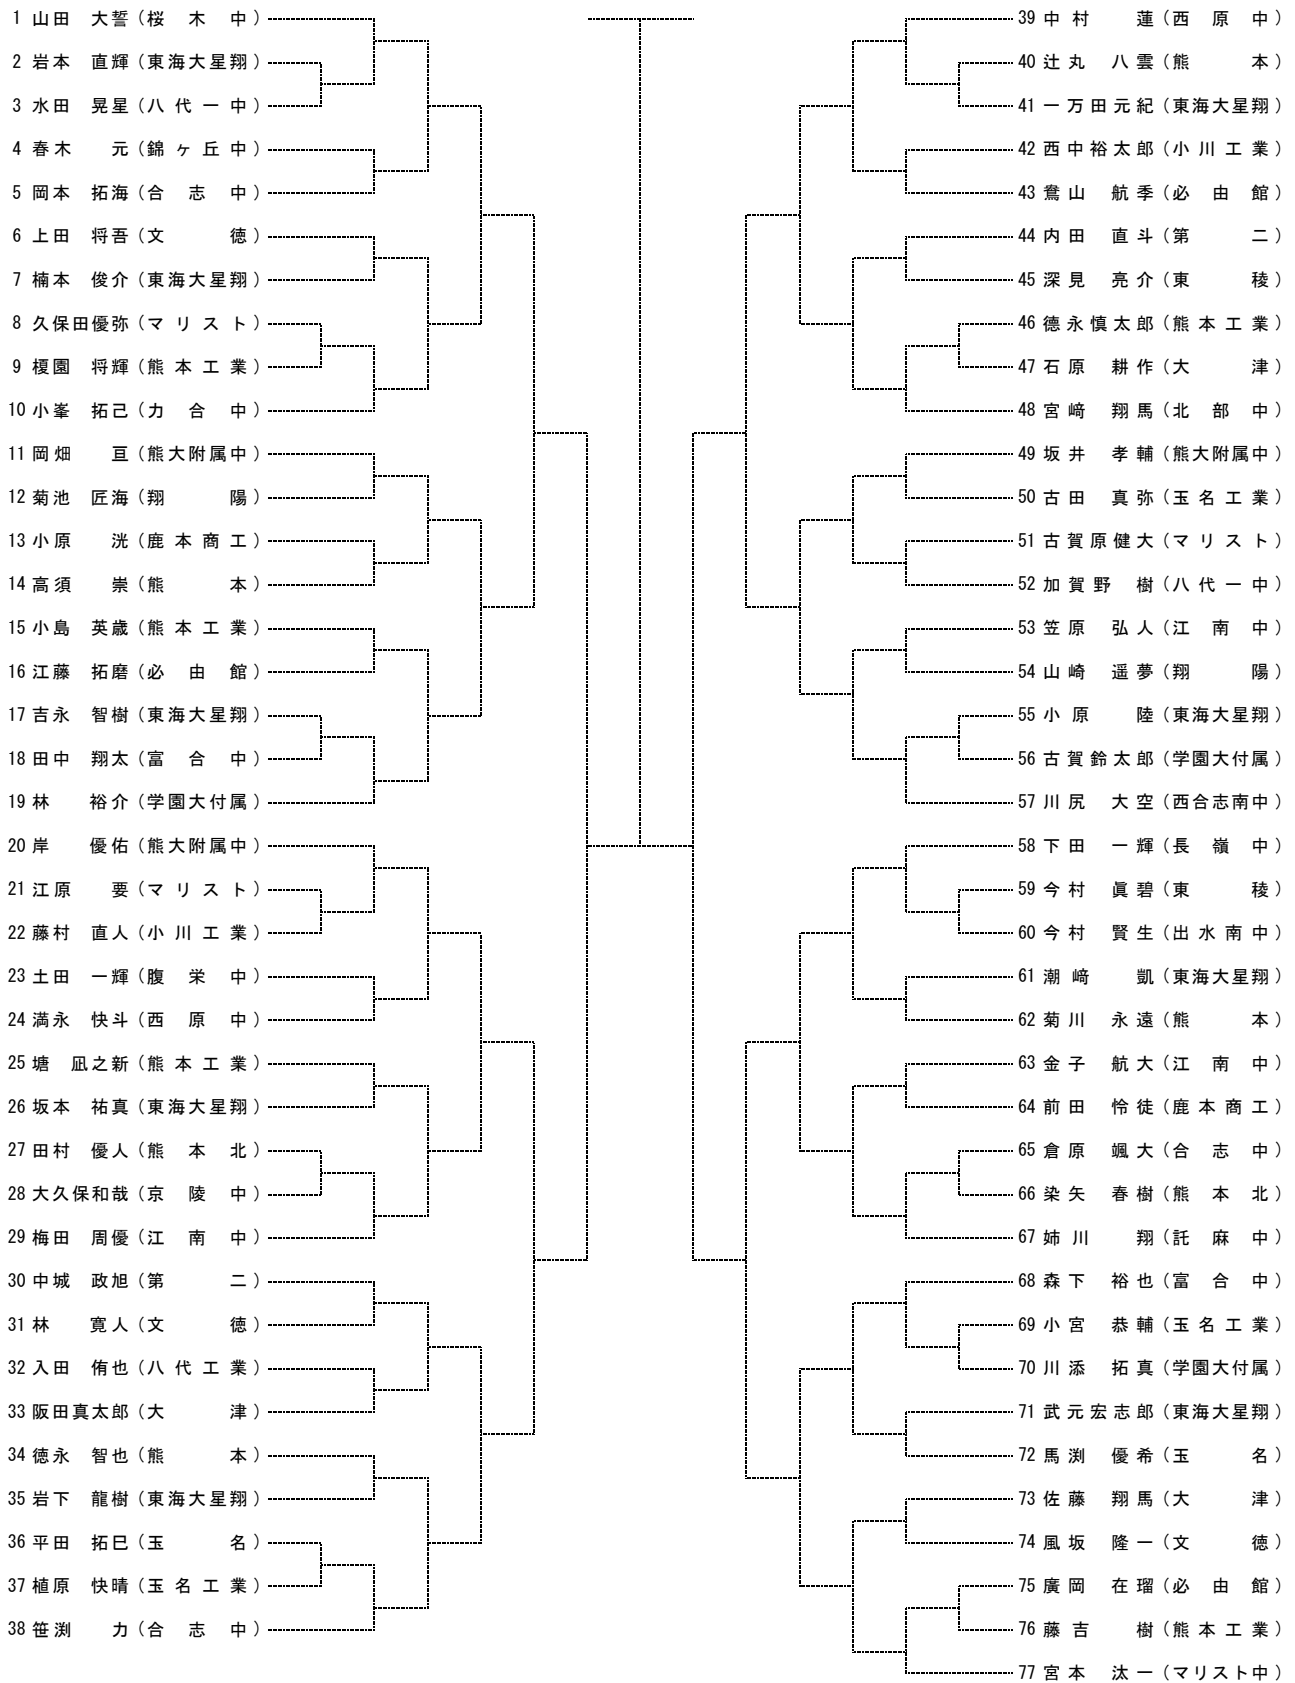 1 山田 大誓 (桜木中)
2 岩本 直輝 (東海大星翔)
3 水田 晃星 (八代一中)
4 春木 元 (錦ヶ丘中)
5 岡本 拓海 (合志中)
6 上田 将吾 (文徳)
7 楠本 俊介 (東海大星翔)
8 久保田優弥 (マリスト)
9 榎園 将輝 (熊本工業)
10 小峯 拓己 (力合中)
11 岡畑 亘 (熊大附属中)
12 菊池 匠海 (翔陽)
13 小原 洸 (鹿本商工)
14 高須 崇 (熊本)
15 小島 英歳 (熊本工業)
16 江藤 拓磨 (必由館)
17 吉永 智樹 (東海大星翔)
18 田中 翔太 (富合中)
19 林 裕介 (学園大付属)
20 岸 優佑 (熊大附属中)
21 江原 要 (マリスト)
22 藤村 直人 (小川工業)
23 土田 一輝 (腹栄中)
24 満永 快斗 (西原中)
25 塘 凪之新 (熊本工業)
26 坂本 祐真 (東海大星翔)
27 田村 優人 (熊本北)
28 大久保和哉 (京陵中)
29 梅田 周優 (江南中)
30 中城 政旭 (第二)
31 林 寛人 (文徳)
32 入田 侑也 (八代工業)
33 阪田真太郎 (大津)
34 徳永 智也 (熊本)
35 岩下 龍樹 (東海大星翔)
36 平田 拓巳 (玉名)
37 植原 快晴 (玉名工業)
38 笹渕 力 (合志中)
39 中村 蓮 (西原中)
40 辻丸 八雲 (熊本)
41 一万田元紀 (東海大星翔)
42 西中裕太郎 (小川工業)
43 鴦山 航季 (必由館)
44 内田 直斗 (第二)
45 深見 亮介 (東稜)
46 德永慎太郎 (熊本工業)
47 石原 耕作 (大津)
48 宮﨑 翔馬 (北部中)
49 坂井 孝輔 (熊大附属中)
50 古田 真弥 (玉名工業)
51 古賀原健大 (マリスト)
52 加賀野 樹 (八代一中)
53 笠原 弘人 (江南中)
54 山崎 遥夢 (翔陽)
55 小原 陸 (東海大星翔)
56 古賀鈴太郎 (学園大付属)
57 川尻 大空 (西合志南中)
58 下田 一輝 (長嶺中)
59 今村 眞碧 (東稜)
60 今村 賢生 (出水南中)
61 潮﨑 凱 (東海大星翔)
62 菊川 永遠 (熊本)
63 金子 航大 (江南中)
64 前田 怜徒 (鹿本商工)
65 倉原 颯大 (合志中)
66 染矢 春樹 (熊本北)
67 姉川 翔 (託麻中)
68 森下 裕也 (富合中)
69 小宮 恭輔 (玉名工業)
70 川添 拓真 (学園大付属)
71 武元宏志郎 (東海大星翔)
72 馬渕 優希 (玉名)
73 佐藤 翔馬 (大津)
74 風坂 隆一 (文徳)
75 廣岡 在瑠 (必由館)
76 藤吉 樹 (熊本工業)
77 宮本 汰一 (マリスト中)